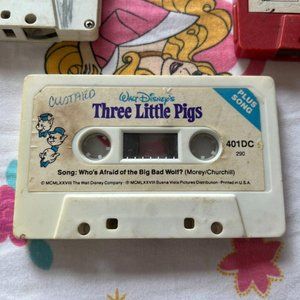 CUSTARD
Walt Disney's
Three Little Pigs
PLUS
SONG
401DC
290
Song: Who's Afraid of the Big Bad Wolf? (Morey/Churchill)
© MCMLXXVIII The Walt Disney Company ℗ MCMLXXVIII Buena Vista Pictures Distribution · Printed in U.S.A.